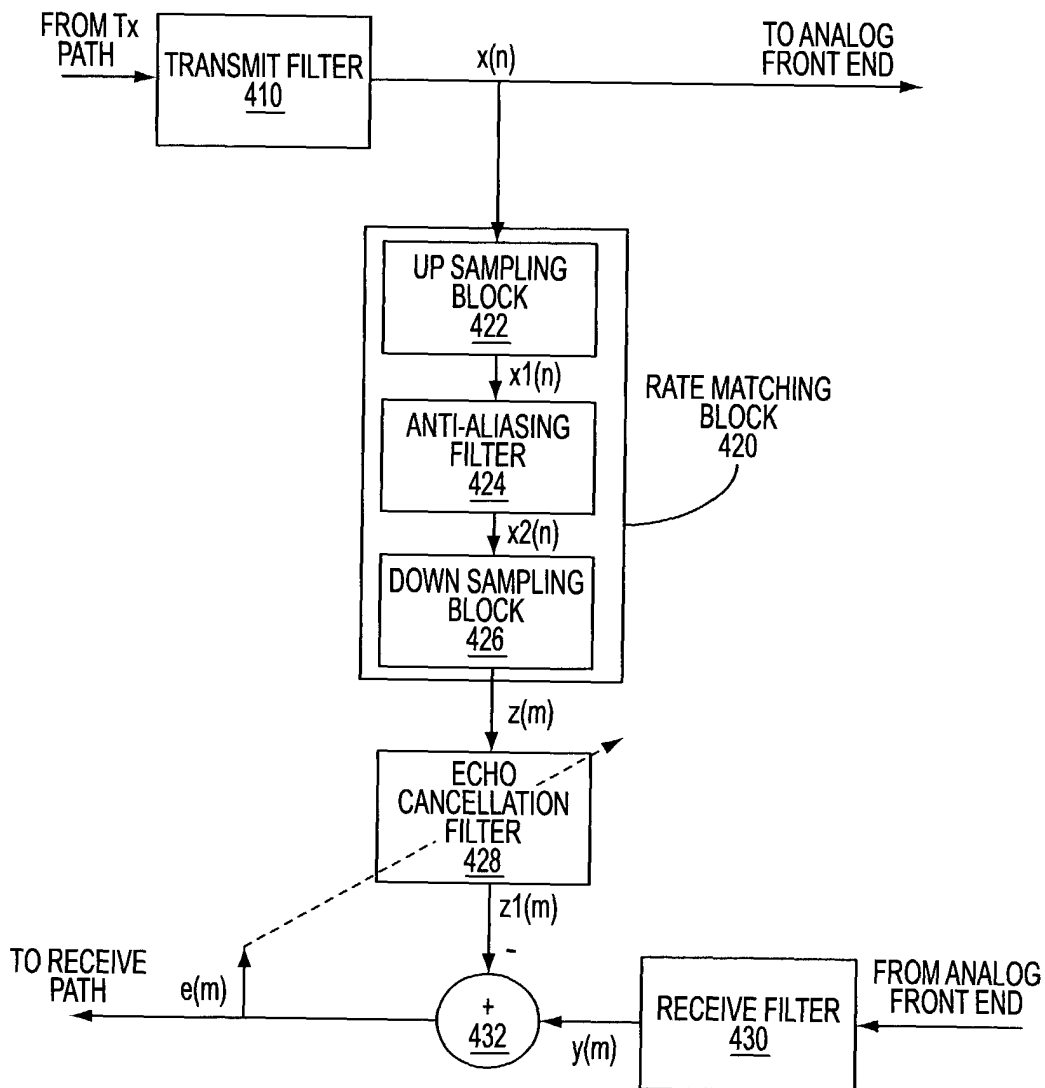 FROM Tx
PATH
TRANSMIT FILTER
410
x(n)
TO ANALOG
FRONT END
UP SAMPLING
BLOCK
422
x1(n)
ANTI-ALIASING
FILTER
424
x2(n)
DOWN SAMPLING
BLOCK
426
RATE MATCHING
BLOCK
420
z(m)
ECHO
CANCELLATION
FILTER
428
z1(m)
-
TO RECEIVE
PATH
e(m)
+
432
y(m)
RECEIVE FILTER
430
FROM ANALOG
FRONT END